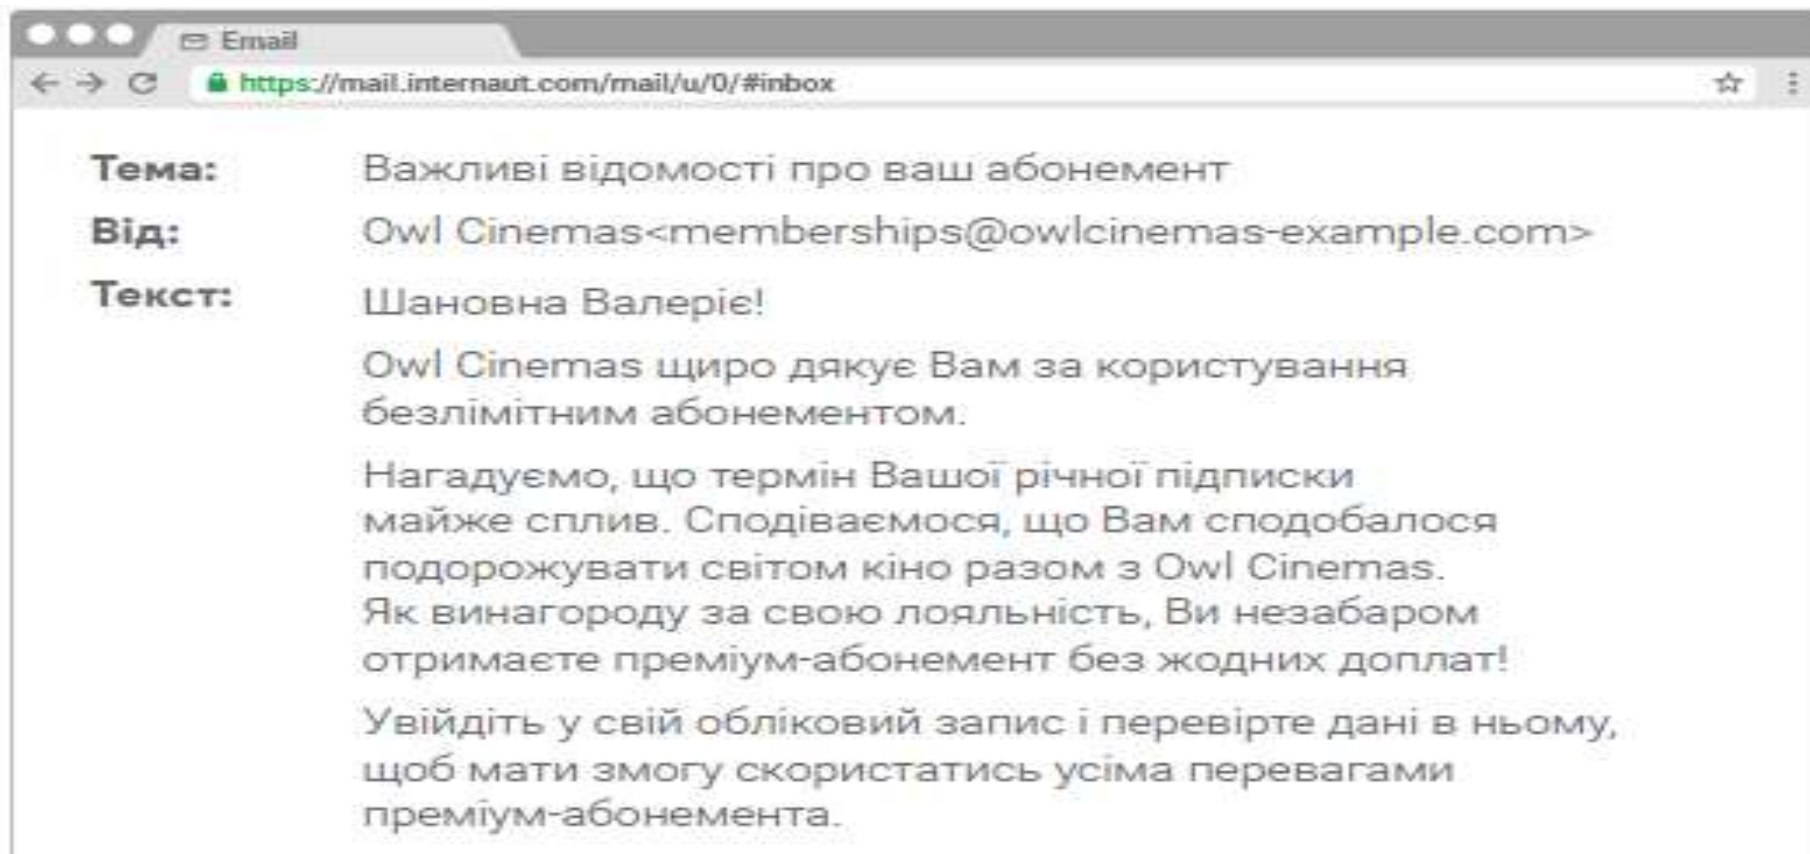 Email
https://mail.internaut.com/mail/u/0/#inbox
Тема: Важливі відомості про ваш абонемент
Від: Owl Cinemas<memberships@owlcinemas-example.com>
Текст: Шановна Валеріє!
Owl Cinemas щиро дякує Вам за користування
безлімітним абонементом.
Нагадуємо, що термін Вашої річної підписки
майже сплив. Сподіваємося, що Вам сподобалося
подорожувати світом кіно разом з Owl Cinemas.
Як винагороду за свою лояльність, Ви незабаром
отримаєте преміум-абонемент без жодних доплат!
Увійдіть у свій обліковий запис і перевірте дані в ньому,
щоб мати змогу скористатись усіма перевагами
преміум-абонемента.